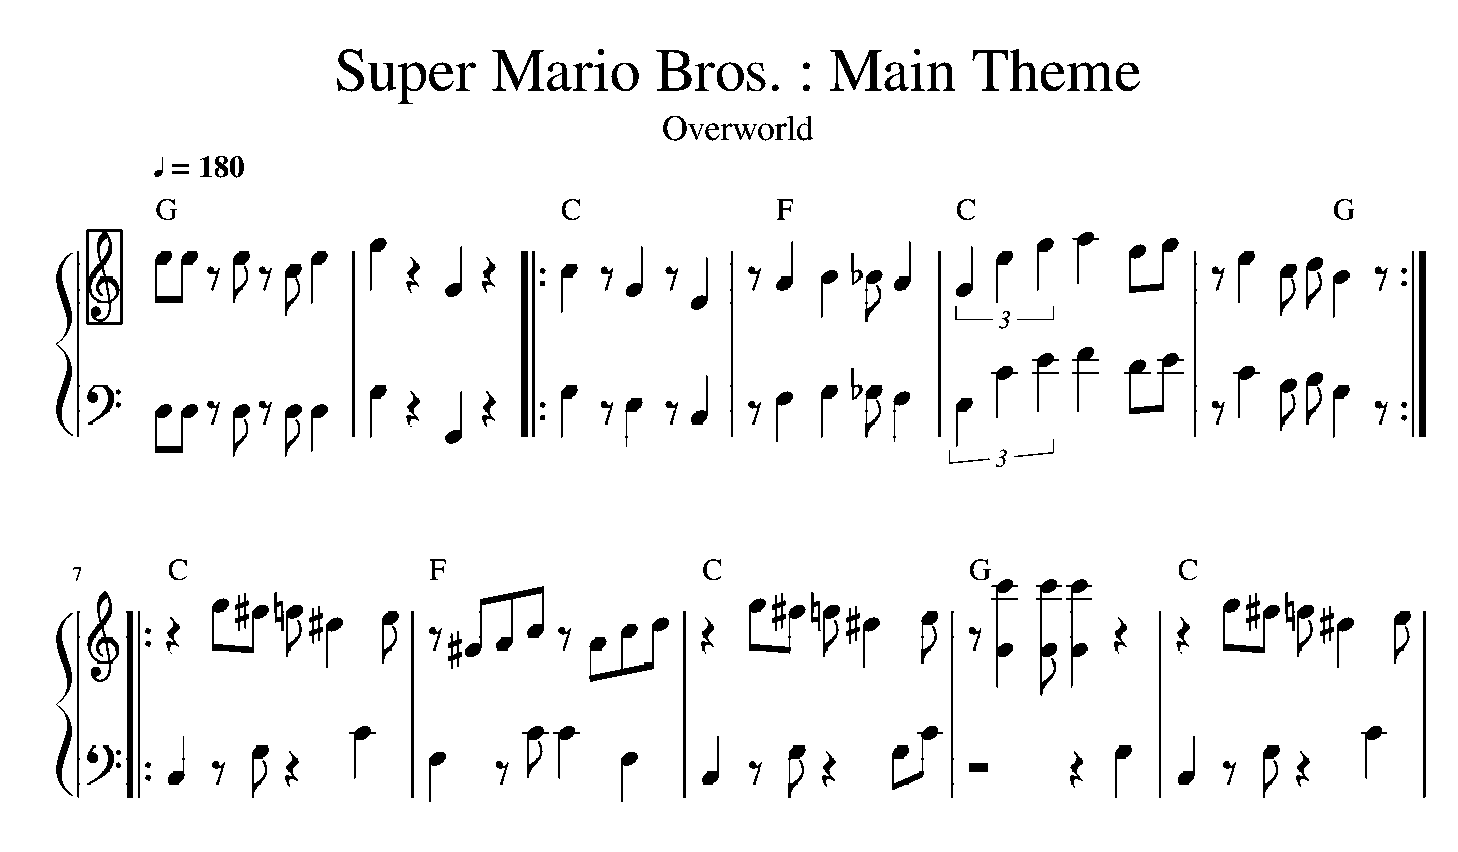 Super Mario Bros. : Main Theme
Overworld
♩ = 180
G C F C G
3
3
7 C F C G C